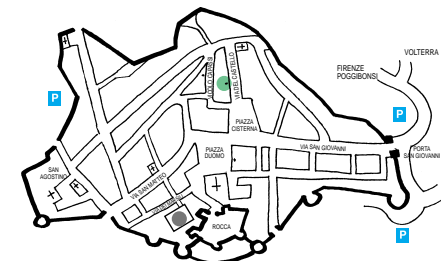 VOLTERRA
FIRENZE
POGGIBONSI
VIA DEL CASTELLO
P
P
PIAZZA
CISTERNA
VIA SAN GIOVANNI
PORTA
SAN GIOVANNI
PIAZZA
DUOMO
SAN
AGOSTINO
VIA SAN MATTEO
ROCCA
P